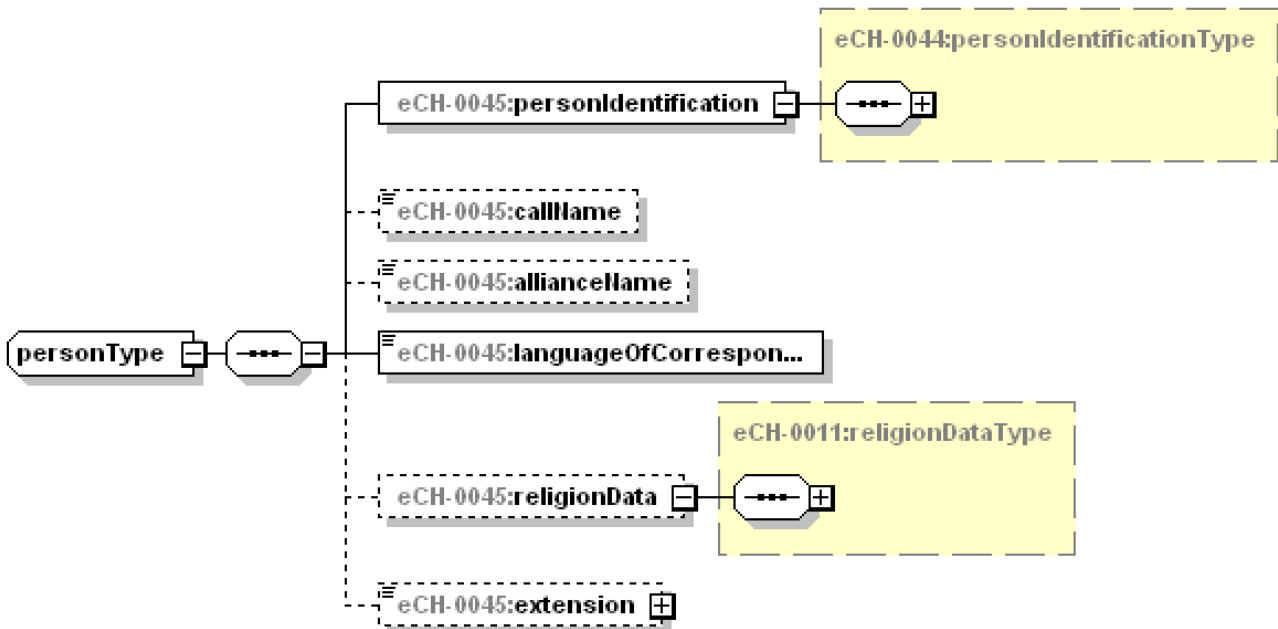 eCH-0044:personIdentificationType
eCH-0045:personIdentification
eCH-0045:callName
eCH-0045:allianceName
personType
eCH-0045:languageOfCorrespon...
eCH-0011:religionDataType
eCH-0045:religionData
eCH-0045:extension